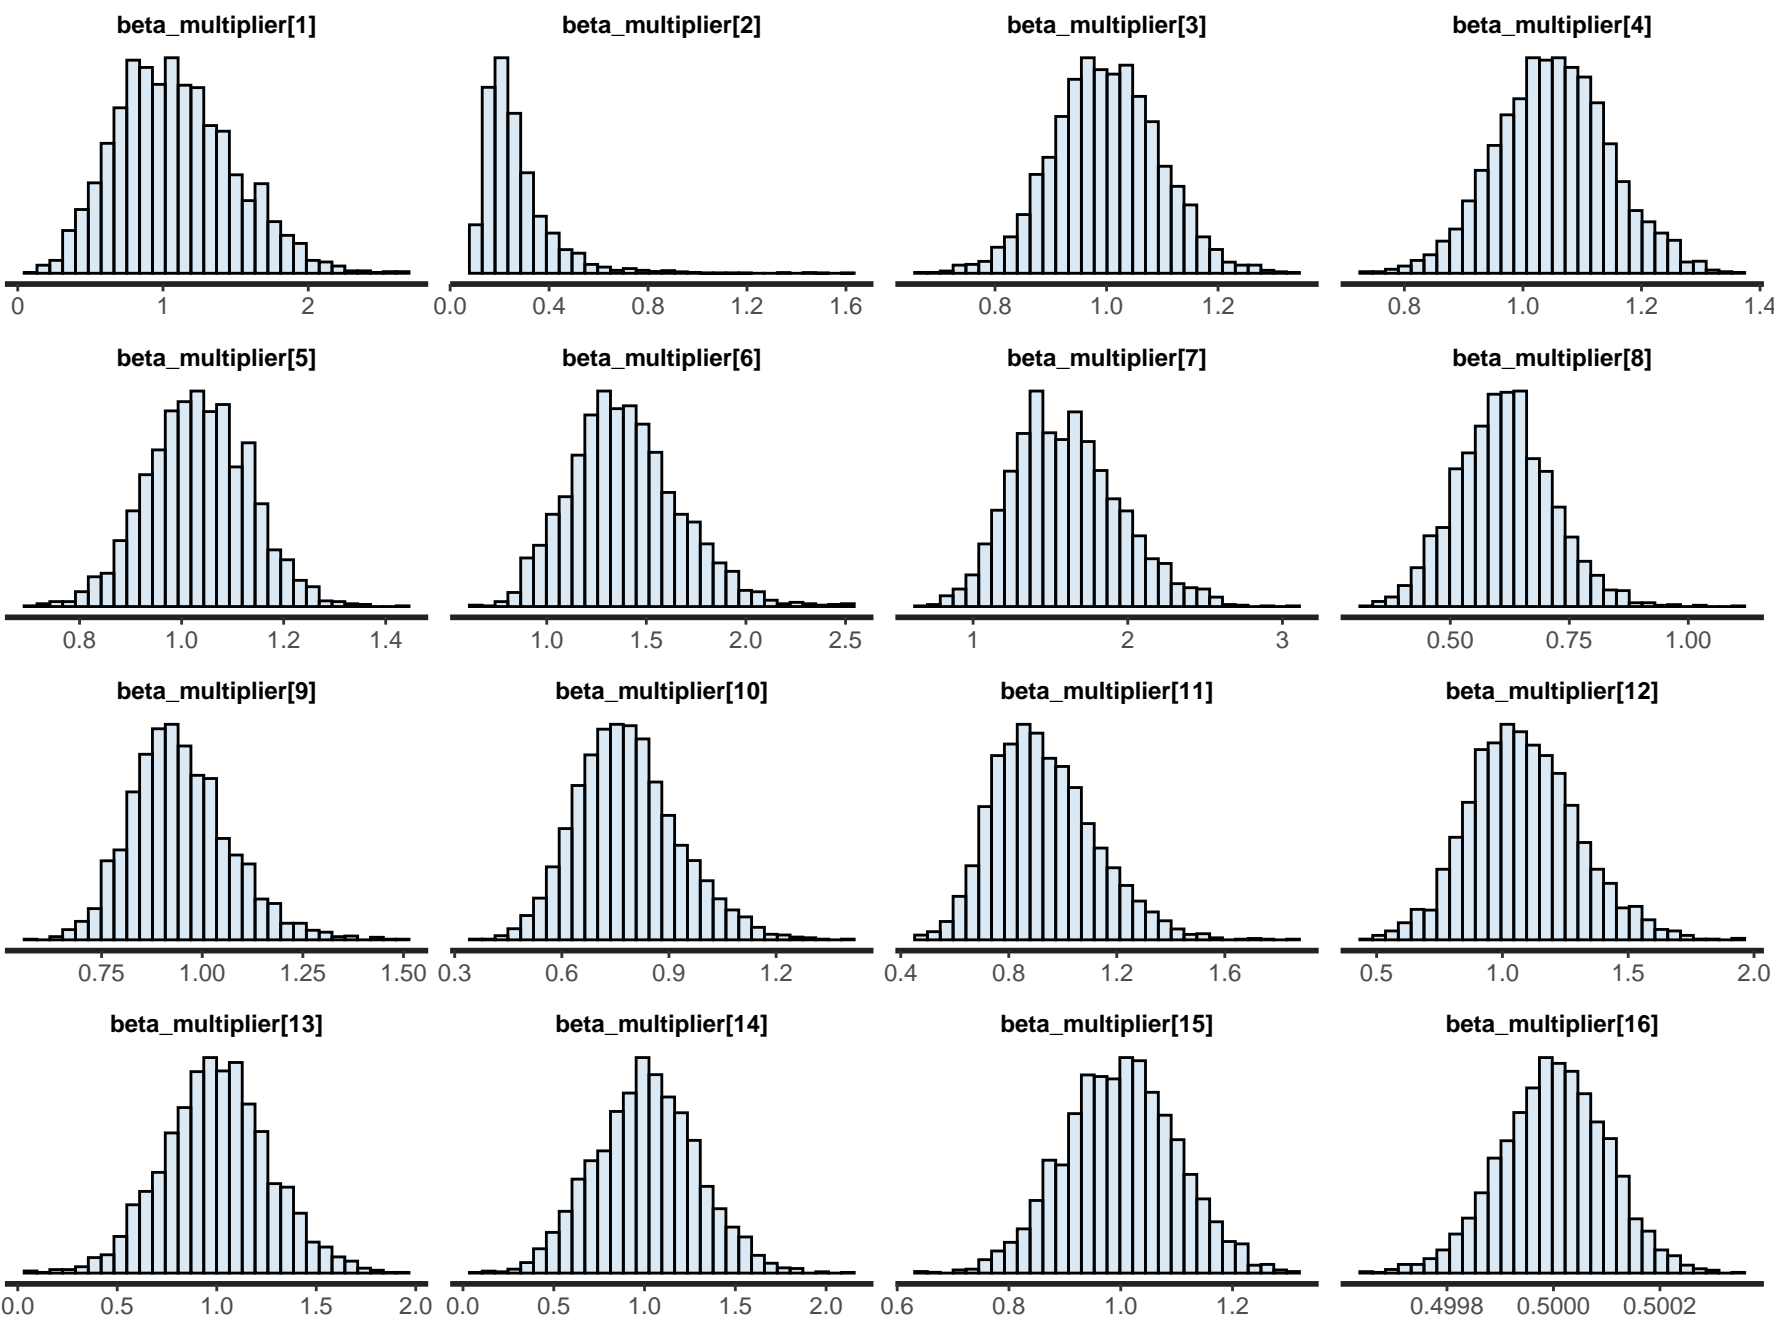 beta_multiplier[1] beta_multiplier[2] beta_multiplier[3] beta_multiplier[4]
0 1 2 0.0 0.4 0.8 1.2 1.6 0.8 1.0 1.2 0.8 1.0 1.2 1.4
beta_multiplier[5] beta_multiplier[6] beta_multiplier[7] beta_multiplier[8]
0.8 1.0 1.2 1.4 1.0 1.5 2.0 2.5 1 2 3 0.50 0.75 1.00
beta_multiplier[9] beta_multiplier[10] beta_multiplier[11] beta_multiplier[12]
0.75 1.00 1.25 1.50 0.3 0.6 0.9 1.2 0.4 0.8 1.2 1.6 0.5 1.0 1.5 2.0
beta_multiplier[13] beta_multiplier[14] beta_multiplier[15] beta_multiplier[16]
0.0 0.5 1.0 1.5 2.0 0.0 0.5 1.0 1.5 2.0 0.6 0.8 1.0 1.2 0.4998 0.5000 0.5002